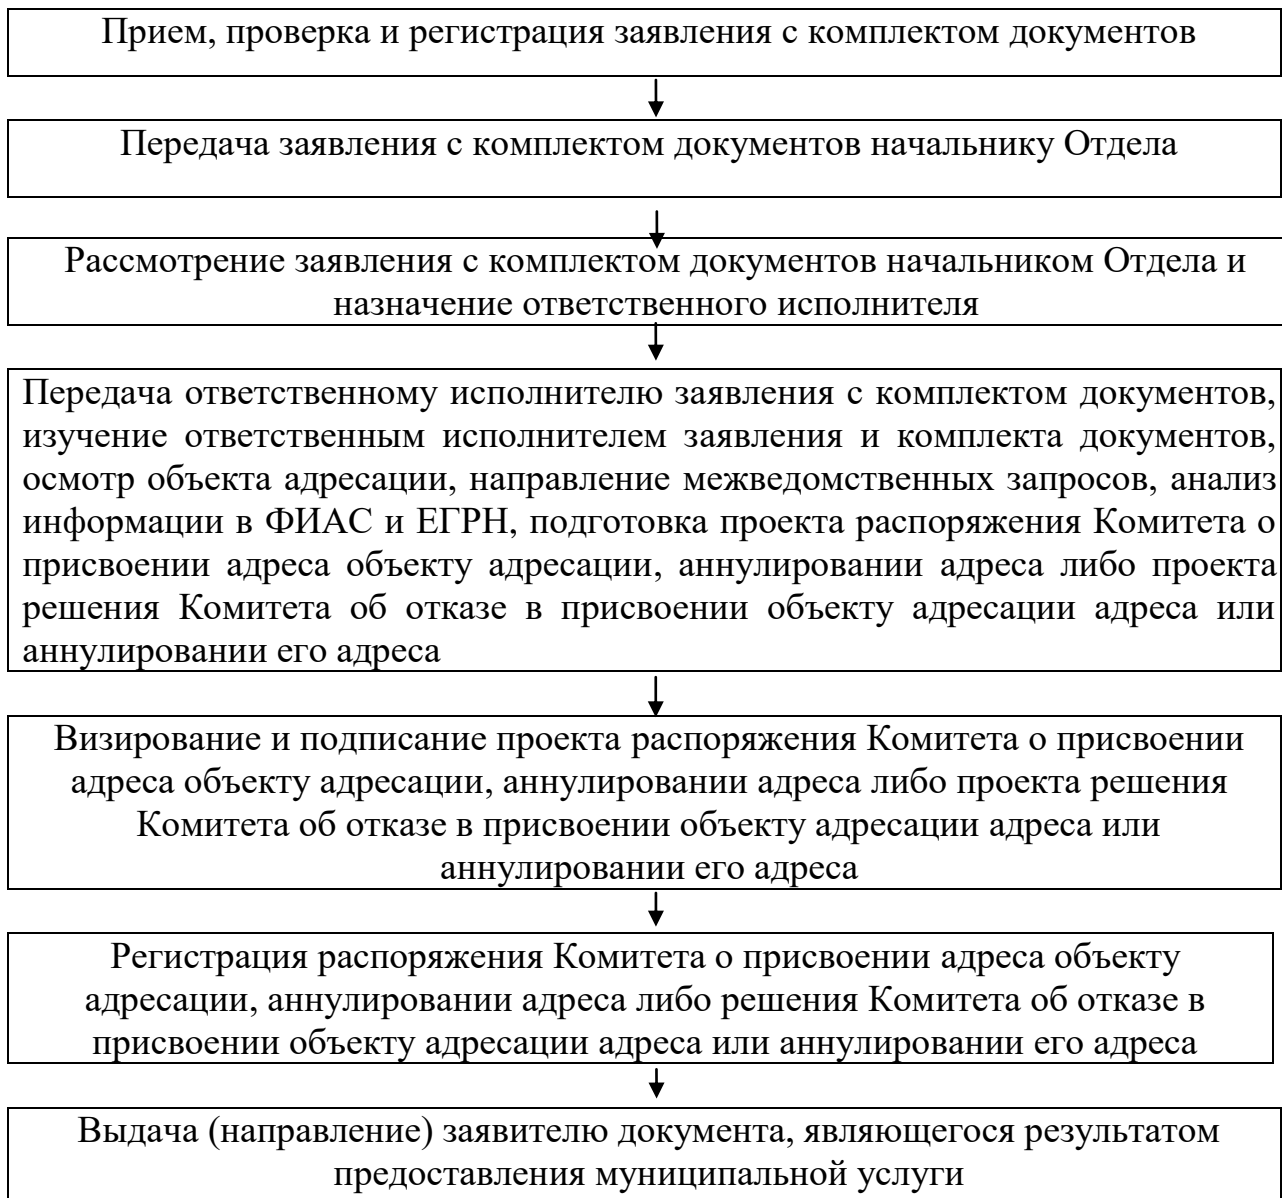 Прием, проверка и регистрация заявления с комплектом документов
Передача заявления с комплектом документов начальнику Отдела
Рассмотрение заявления с комплектом документов начальником Отдела и
назначение ответственного исполнителя
Передача ответственному исполнителю заявления с комплектом документов,
изучение ответственным исполнителем заявления и комплекта документов,
осмотр объекта адресации, направление межведомственных запросов, анализ
информации в ФИАС и ЕГРН, подготовка проекта распоряжения Комитета о
присвоении адреса объекту адресации, аннулировании адреса либо проекта
решения Комитета об отказе в присвоении объекту адресации адреса или
аннулировании его адреса
Визирование и подписание проекта распоряжения Комитета о присвоении
адреса объекту адресации, аннулировании адреса либо проекта решения
Комитета об отказе в присвоении объекту адресации адреса или
аннулировании его адреса
Регистрация распоряжения Комитета о присвоении адреса объекту
адресации, аннулировании адреса либо решения Комитета об отказе в
присвоении объекту адресации адреса или аннулировании его адреса
Выдача (направление) заявителю документа, являющегося результатом
предоставления муниципальной услуги